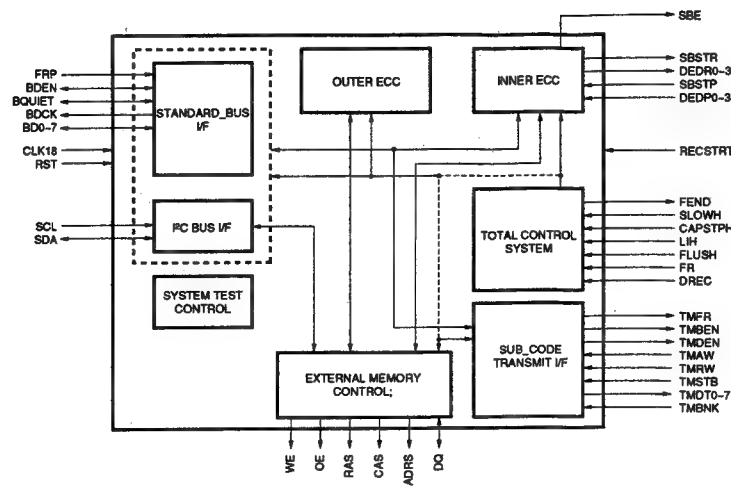 SBE
FRP
BDEN
BQUIET
BDCK
BD0-7
CLK18
RST
SCL
SDA
STANDARD_BUS
I/F
I²C BUS I/F
SYSTEM TEST
CONTROL
OUTER ECC
INNER ECC
SBSTR
DEDR0-3
SBSTP
DEDP0-3
RECSTRT
TOTAL CONTROL
SYSTEM
FEND
SLOWH
CAPSTPH
LIH
FLUSH
FR
DREC
SUB_CODE
TRANSMIT I/F
TMFR
TMBEN
TMDEN
TMAW
TMRW
TMSTB
TMDT0-7
TMBNK
EXTERNAL MEMORY
CONTROL;
WE
OE
RAS
CAS
ADRS
DQ